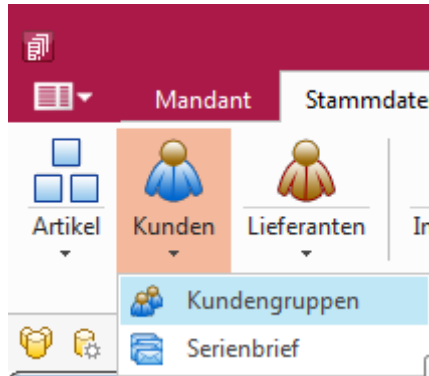 Mandant Stammdate
Artikel Kunden Lieferanten
Kundengruppen
Serienbrief